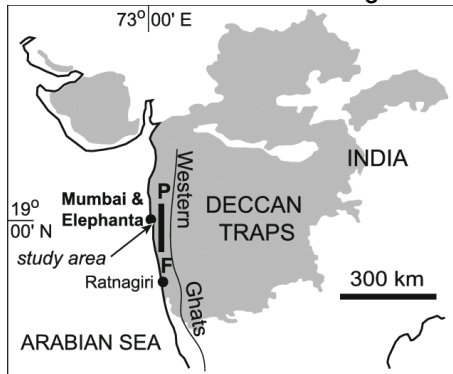 73° 00' E
INDIA
Western
P
Mumbai &
Elephanta
DECCAN
TRAPS
19°
00' N
study area
F
Ratnagiri
Ghats
300 km
ARABIAN SEA